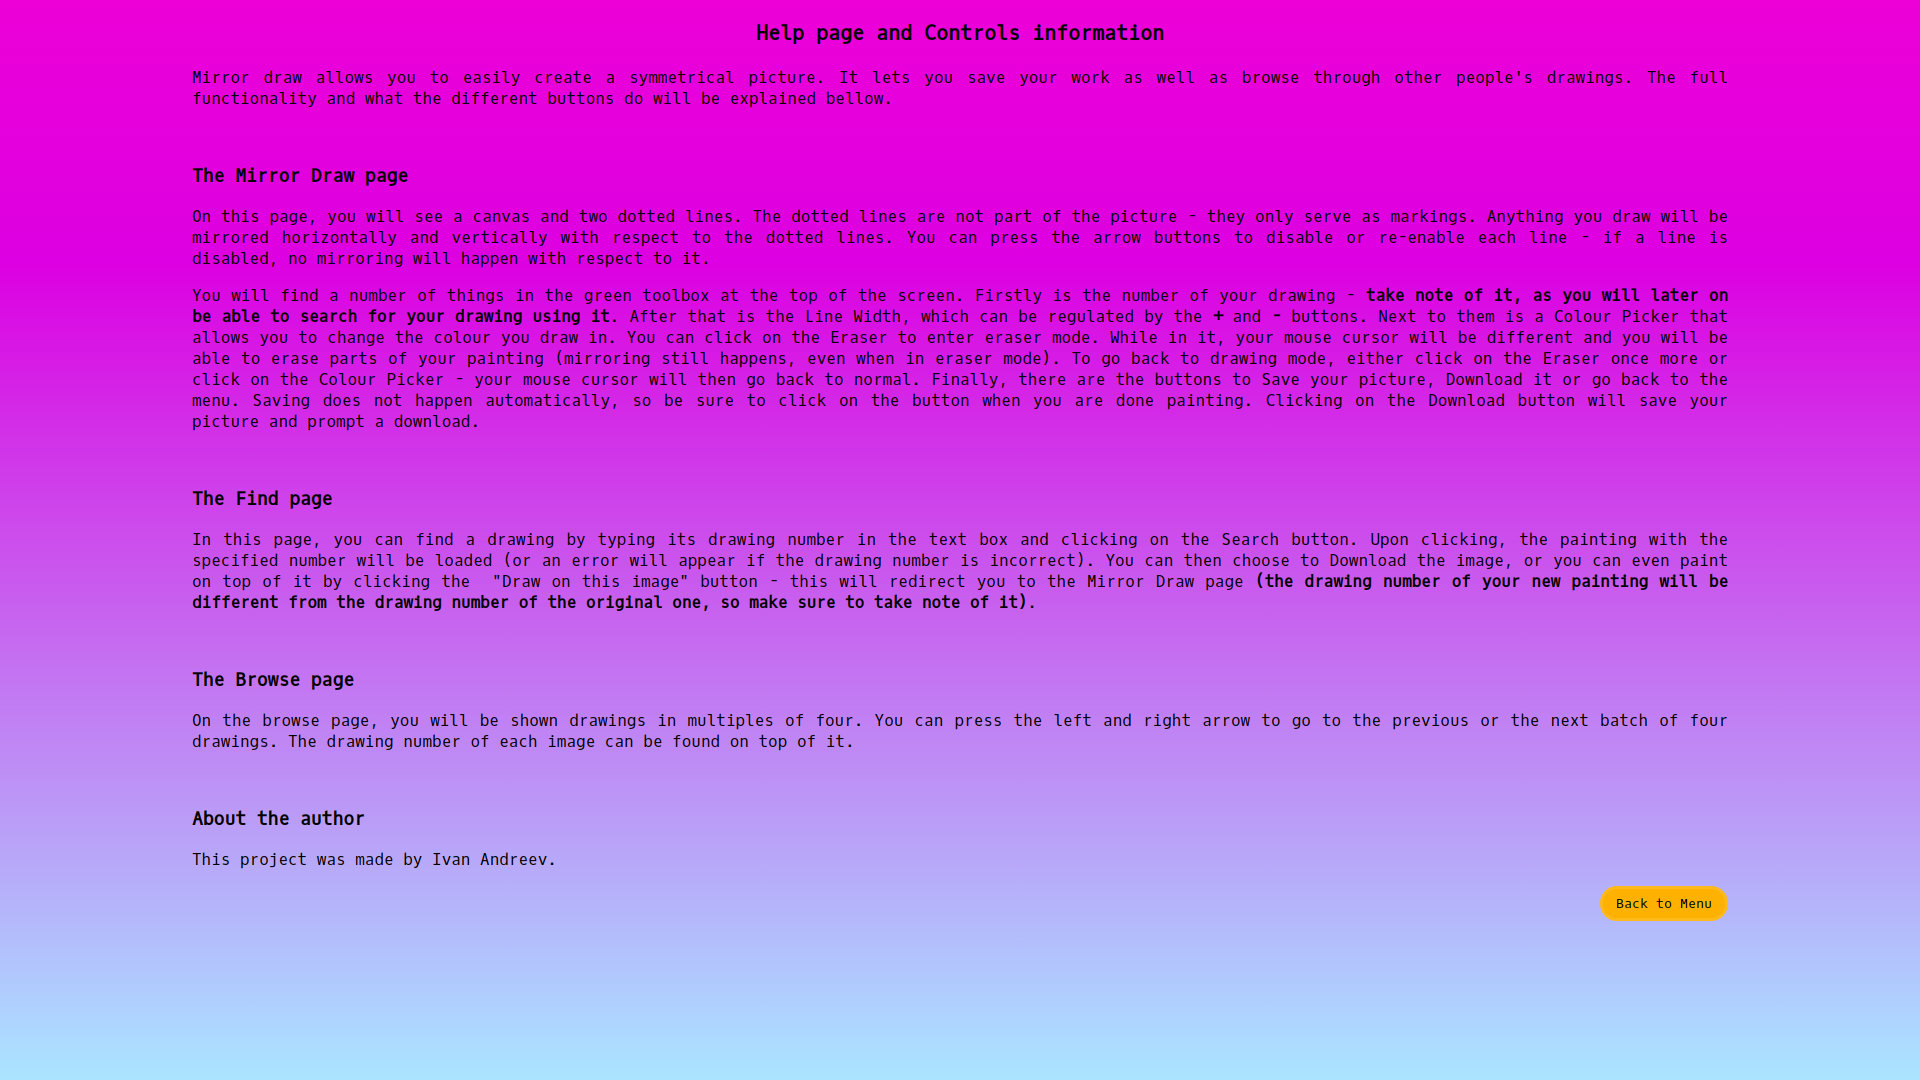 Help page and Controls information
Mirror draw allows you to easily create a symmetrical picture. It lets you save your work as well as browse through other people's drawings. The full
functionality and what the different buttons do will be explained bellow.
The Mirror Draw page
On this page, you will see a canvas and two dotted lines. The dotted lines are not part of the picture - they only serve as markings. Anything you draw will be
mirrored horizontally and vertically with respect to the dotted lines. You can press the arrow buttons to disable or re-enable each line - if a line is
disabled, no mirroring will happen with respect to it.
You will find a number of things in the green toolbox at the top of the screen. Firstly is the number of your drawing - take note of it, as you will later on
be able to search for your drawing using it. After that is the Line Width, which can be regulated by the + and - buttons. Next to them is a Colour Picker that
allows you to change the colour you draw in. You can click on the Eraser to enter eraser mode. While in it, your mouse cursor will be different and you will be
able to erase parts of your painting (mirroring still happens, even when in eraser mode). To go back to drawing mode, either click on the Eraser once more or
click on the Colour Picker - your mouse cursor will then go back to normal. Finally, there are the buttons to Save your picture, Download it or go back to the
menu. Saving does not happen automatically, so be sure to click on the button when you are done painting. Clicking on the Download button will save your
picture and prompt a download.
The Find page
In this page, you can find a drawing by typing its drawing number in the text box and clicking on the Search button. Upon clicking, the painting with the
specified number will be loaded (or an error will appear if the drawing number is incorrect). You can then choose to Download the image, or you can even paint
on top of it by clicking the "Draw on this image" button - this will redirect you to the Mirror Draw page (the drawing number of your new painting will be
different from the drawing number of the original one, so make sure to take note of it).
The Browse page
On the browse page, you will be shown drawings in multiples of four. You can press the left and right arrow to go to the previous or the next batch of four
drawings. The drawing number of each image can be found on top of it.
About the author
This project was made by Ivan Andreev.
Back to Menu